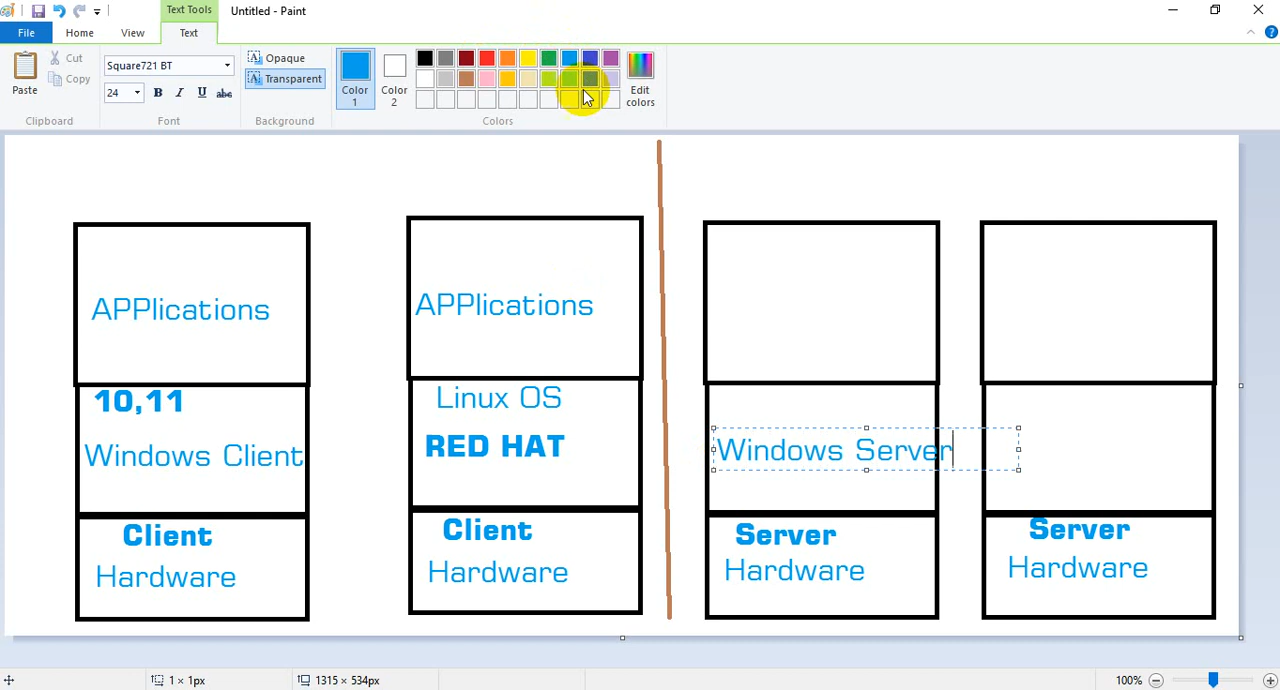 Text Tools
Untitled - Paint
File
Home
View
Text
Paste
Cut
Copy
Clipboard
Square721 BT
24
B I U abc
Font
Opaque
Transparent
Background
Color 1
Color 2
Edit colors
Colors
APPlications
10,11
Windows Client
Client
Hardware
APPlications
Linux OS
RED HAT
Client
Hardware
Windows Server
Server
Hardware
Server
Hardware
1 × 1px
1315 × 534px
100%